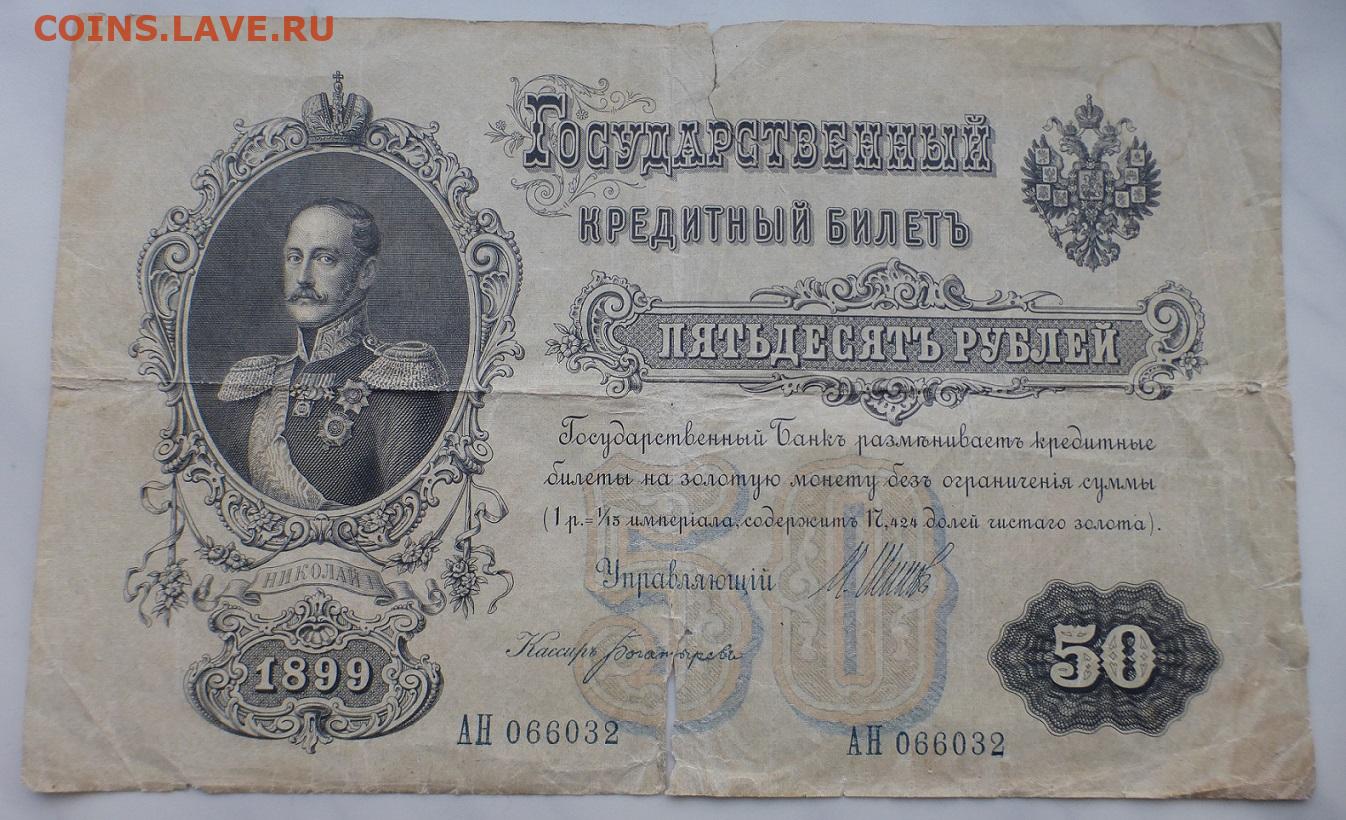 COINS.LAVE.RU
Государственный
кредитный билетъ
пятьдесятъ рублей
Государственный Банкъ размѣниваетъ кредитные
билеты на золотую монету безъ ограниченія суммы
(1 р.=1/15 имперіала, содержитъ 17,424 долей чистаго золота).
Управляющій
Кассиръ Богатыревъ
НИКОЛАЙ I
1899
50
50
АН 066032
АН 066032